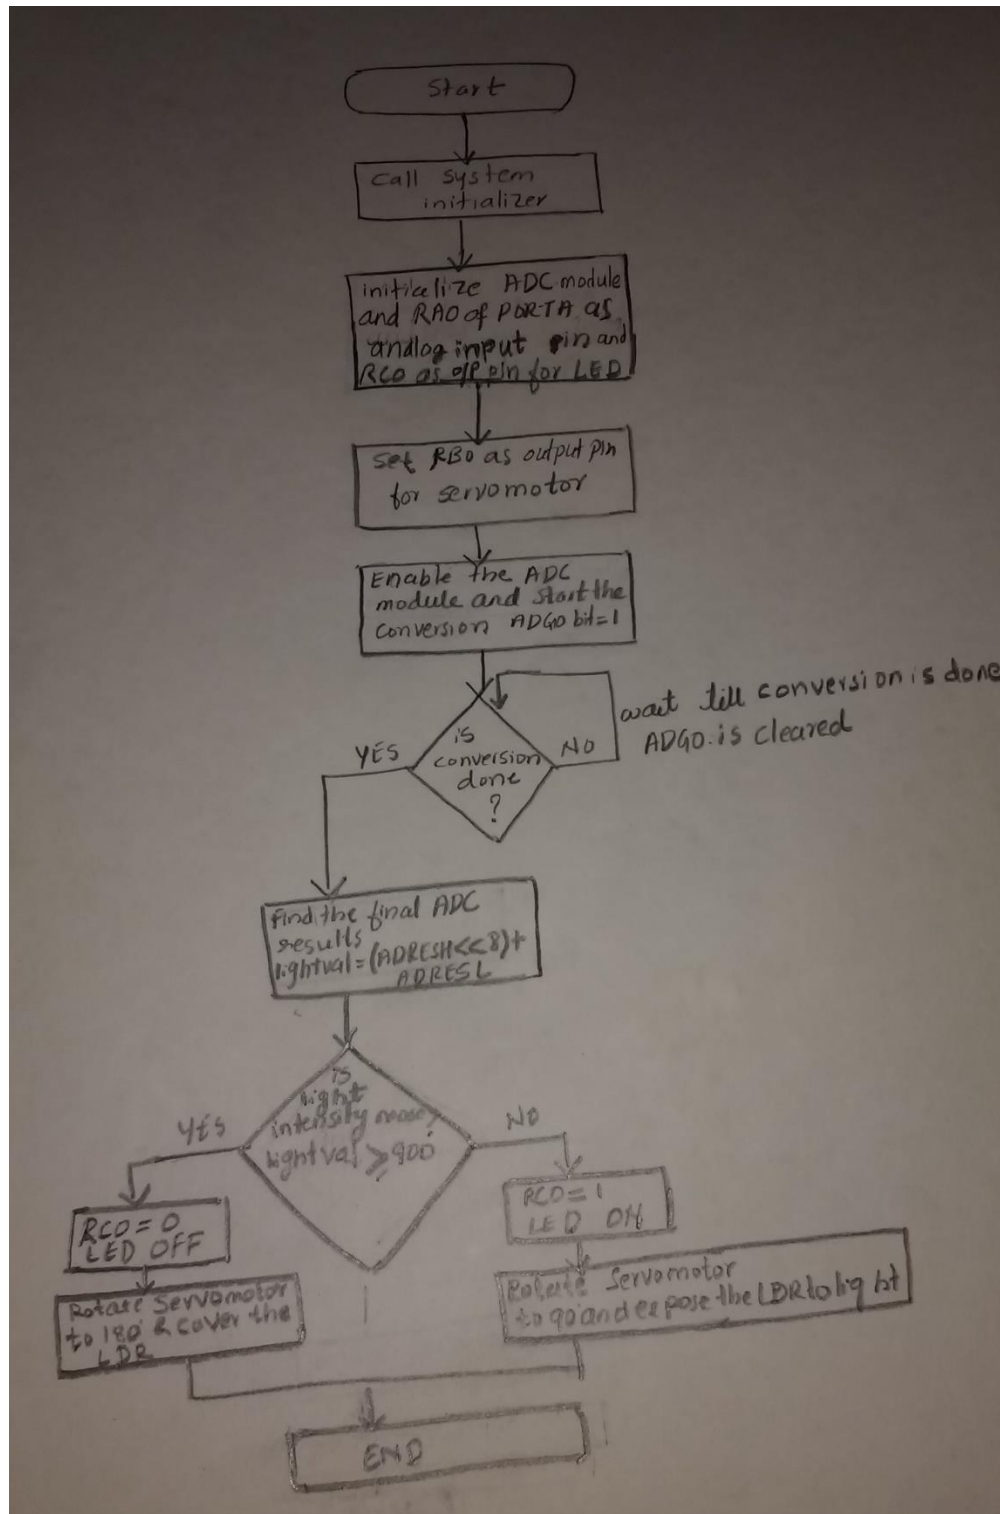 Start
call system
initializer
initialize ADC module
and RA0 of PORTA as
analog input pin and
RC0 as o/p pin for LED
set RB0 as output pin
for servomotor
Enable the ADC
module and start the
conversion ADGO bit=1
is
conversion
done
?
YES
NO
wait till conversion is done
ADGO is cleared
Find the final ADC
results
lightval=(ADRESH<<8)+
ADRESL
is
light
intensity more?
lightval ≥900
YES
NO
RC0=0
LED OFF
RC0=1
LED ON
Rotate Servomotor
to 180° & cover the
LDR
Rotate Servomotor
to 90° and expose the LDR to light
END